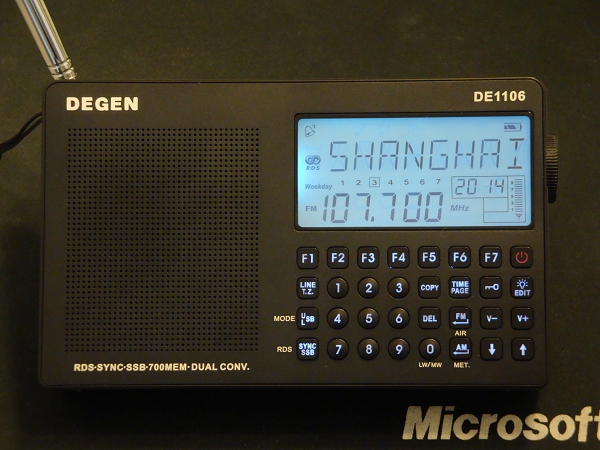 DEGEN
DE1106
SHANGHAI
RDS
Weekday 1 2 3 4 5 6 7
2014
FM 107.700 MHz
F1 F2 F3 F4 F5 F6 F7
LINE T.Z. 1 2 3 COPY TIME PAGE EDIT
MODE U/LSB 4 5 6 DEL FM V- V+
AIR
RDS SYNC SSB 7 8 9 0 AM
LW/MW MET.
RDS·SYNC·SSB·700MEM·DUAL CONV.
Microsoft